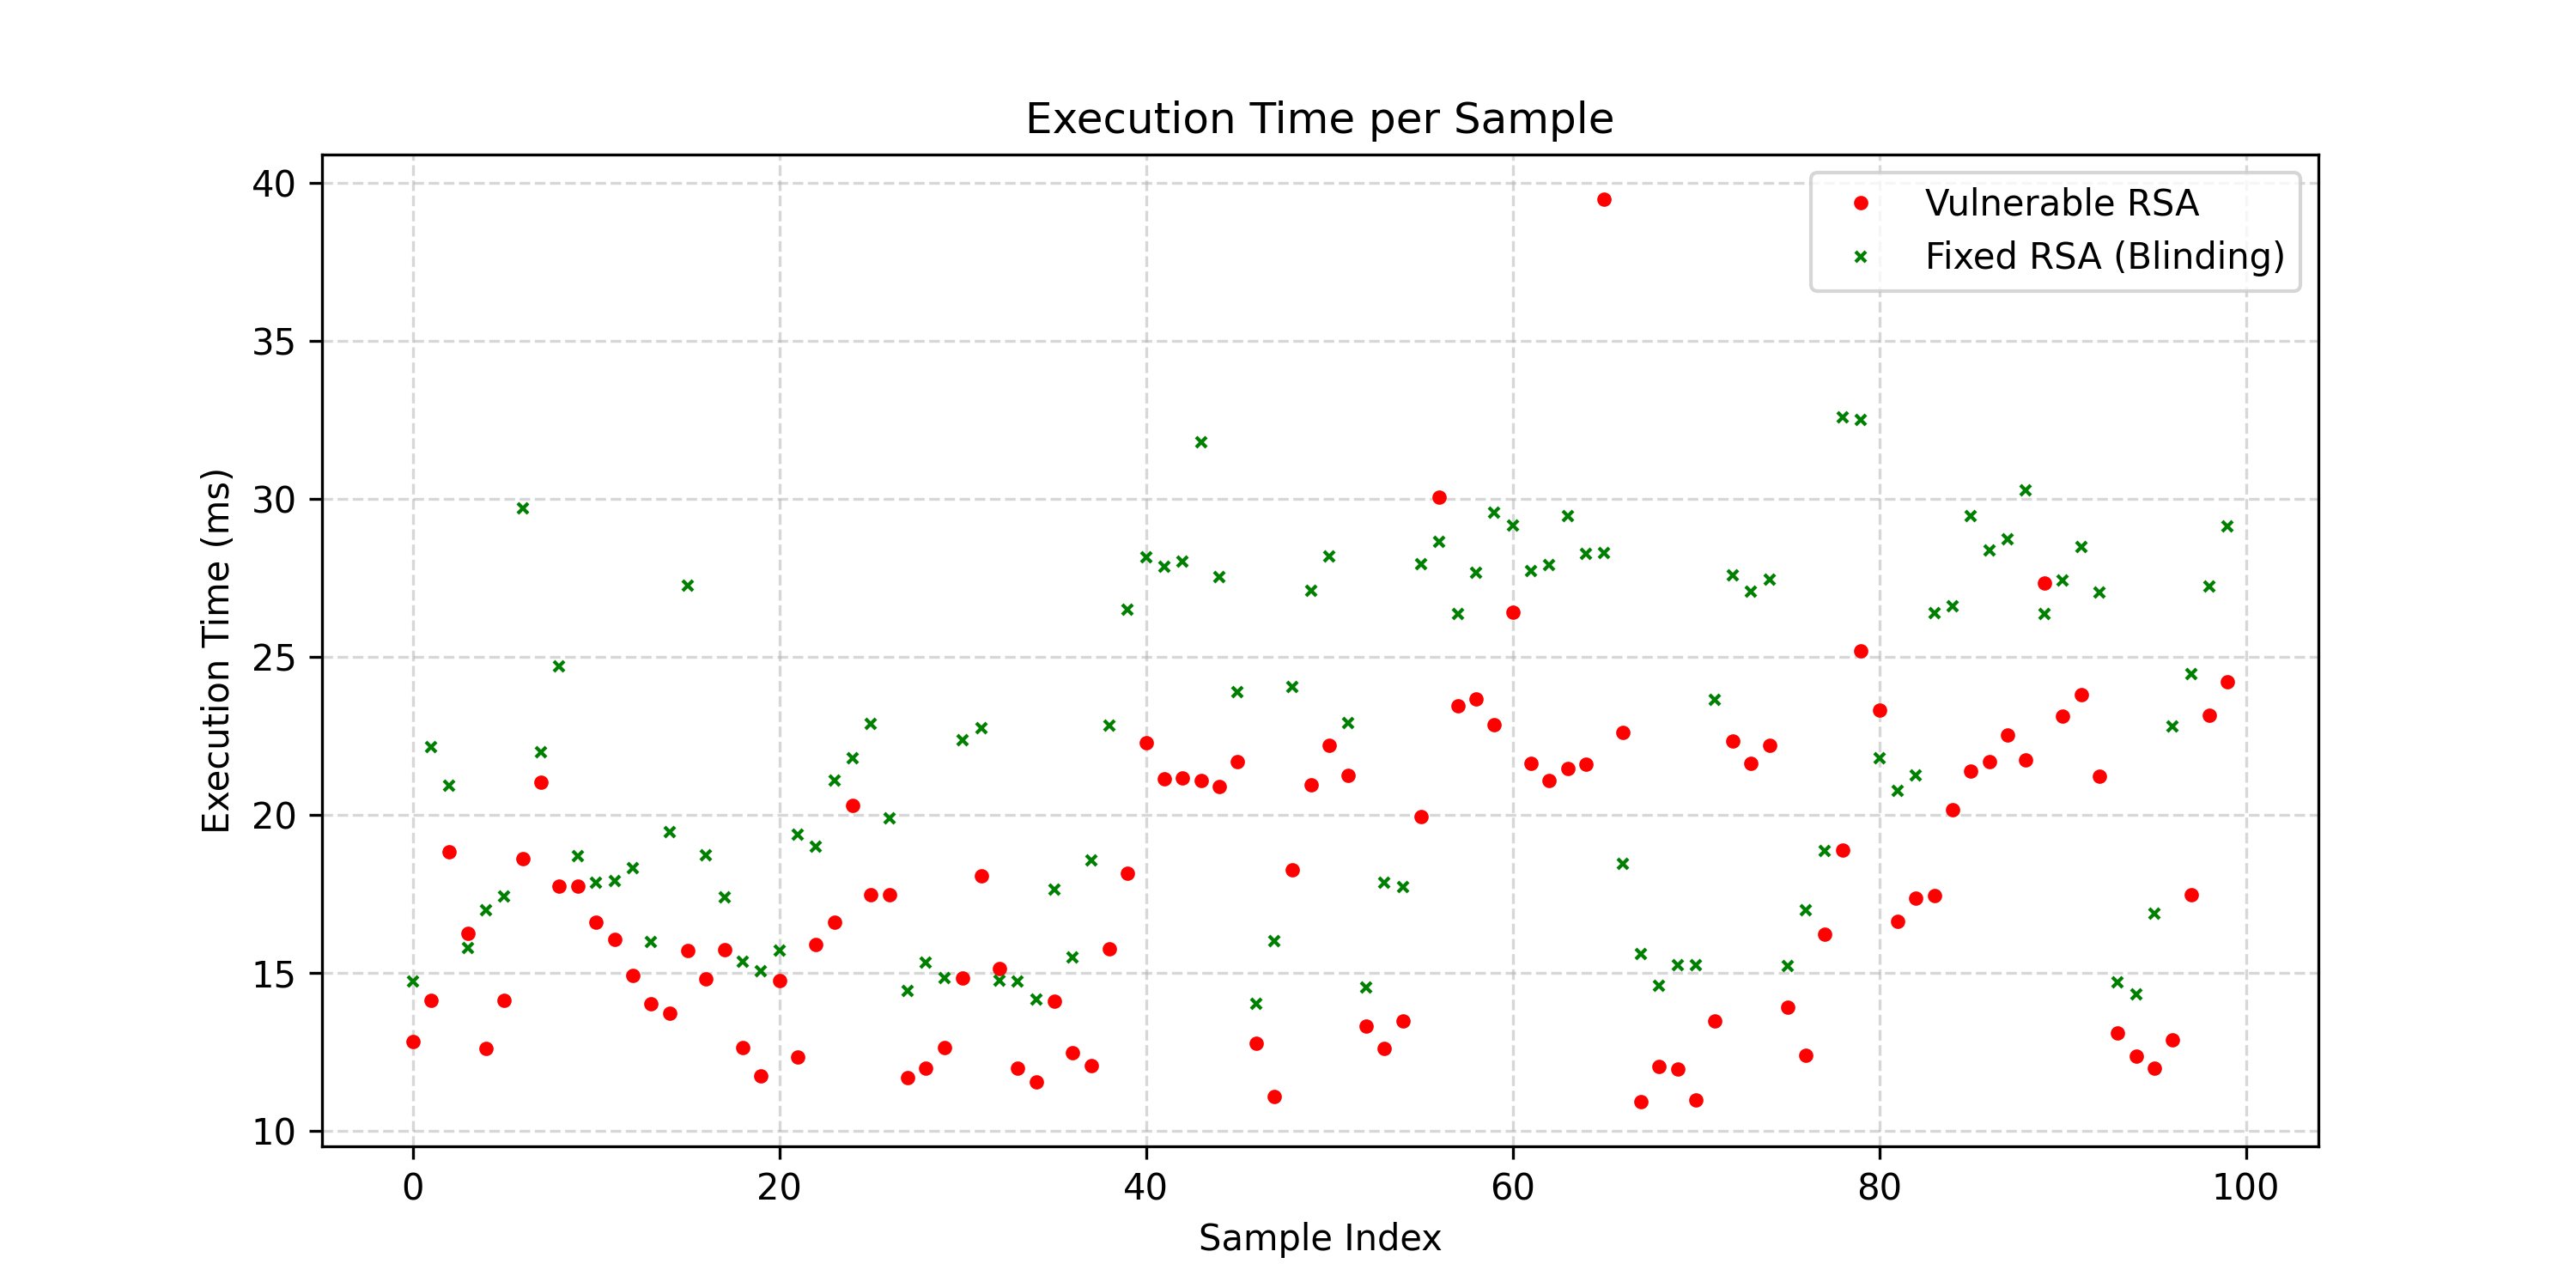 Execution Time per Sample
Vulnerable RSA
Fixed RSA (Blinding)
Execution Time (ms)
40
35
30
25
20
15
10
0 20 40 60 80 100
Sample Index